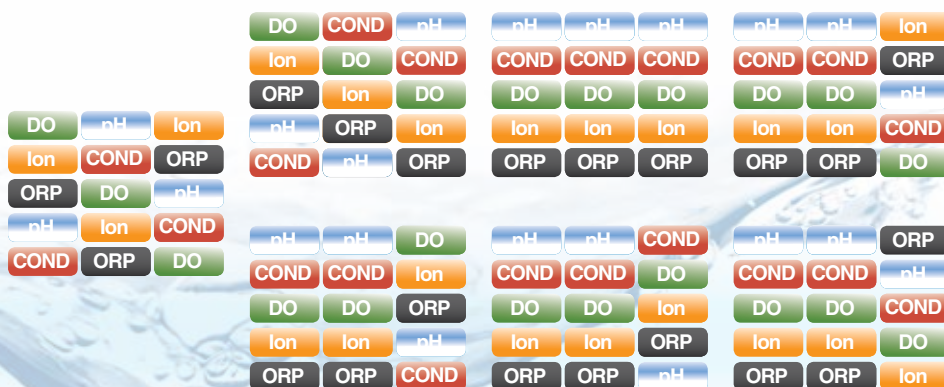 DO COND pH
Ion DO COND
ORP Ion DO
pH ORP Ion
COND pH ORP
pH pH pH
COND COND COND
DO DO DO
Ion Ion Ion
ORP ORP ORP
pH pH Ion
COND COND ORP
DO DO pH
Ion Ion COND
ORP ORP DO
DO pH Ion
Ion COND ORP
ORP DO pH
pH Ion COND
COND ORP DO
pH pH DO
COND COND Ion
DO DO ORP
Ion Ion pH
ORP ORP COND
pH pH COND
COND COND DO
DO DO Ion
Ion Ion ORP
ORP ORP pH
pH pH ORP
COND COND pH
DO DO COND
Ion Ion DO
ORP ORP Ion